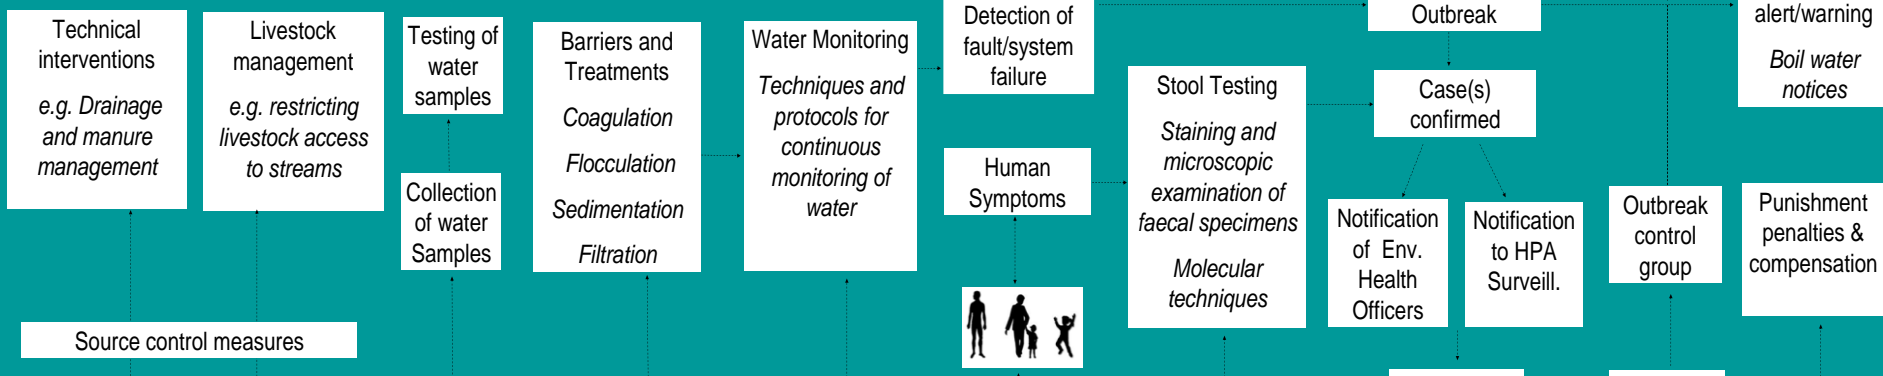 Technical
interventions
e.g. Drainage
and manure
management
Livestock
management
e.g. restricting
livestock access
to streams
Source control measures
Testing of
water
samples
Collection
of water
Samples
Barriers and
Treatments
Coagulation
Flocculation
Sedimentation
Filtration
Water Monitoring
Techniques and
protocols for
continuous
monitoring of
water
Detection of
fault/system
failure
Human
Symptoms
Stool Testing
Staining and
microscopic
examination of
faecal specimens
Molecular
techniques
Outbreak
Case(s)
confirmed
Notification
of Env.
Health
Officers
Notification
to HPA
Surveill.
Outbreak
control
group
alert/warning
Boil water
notices
Punishment
penalties &
compensation